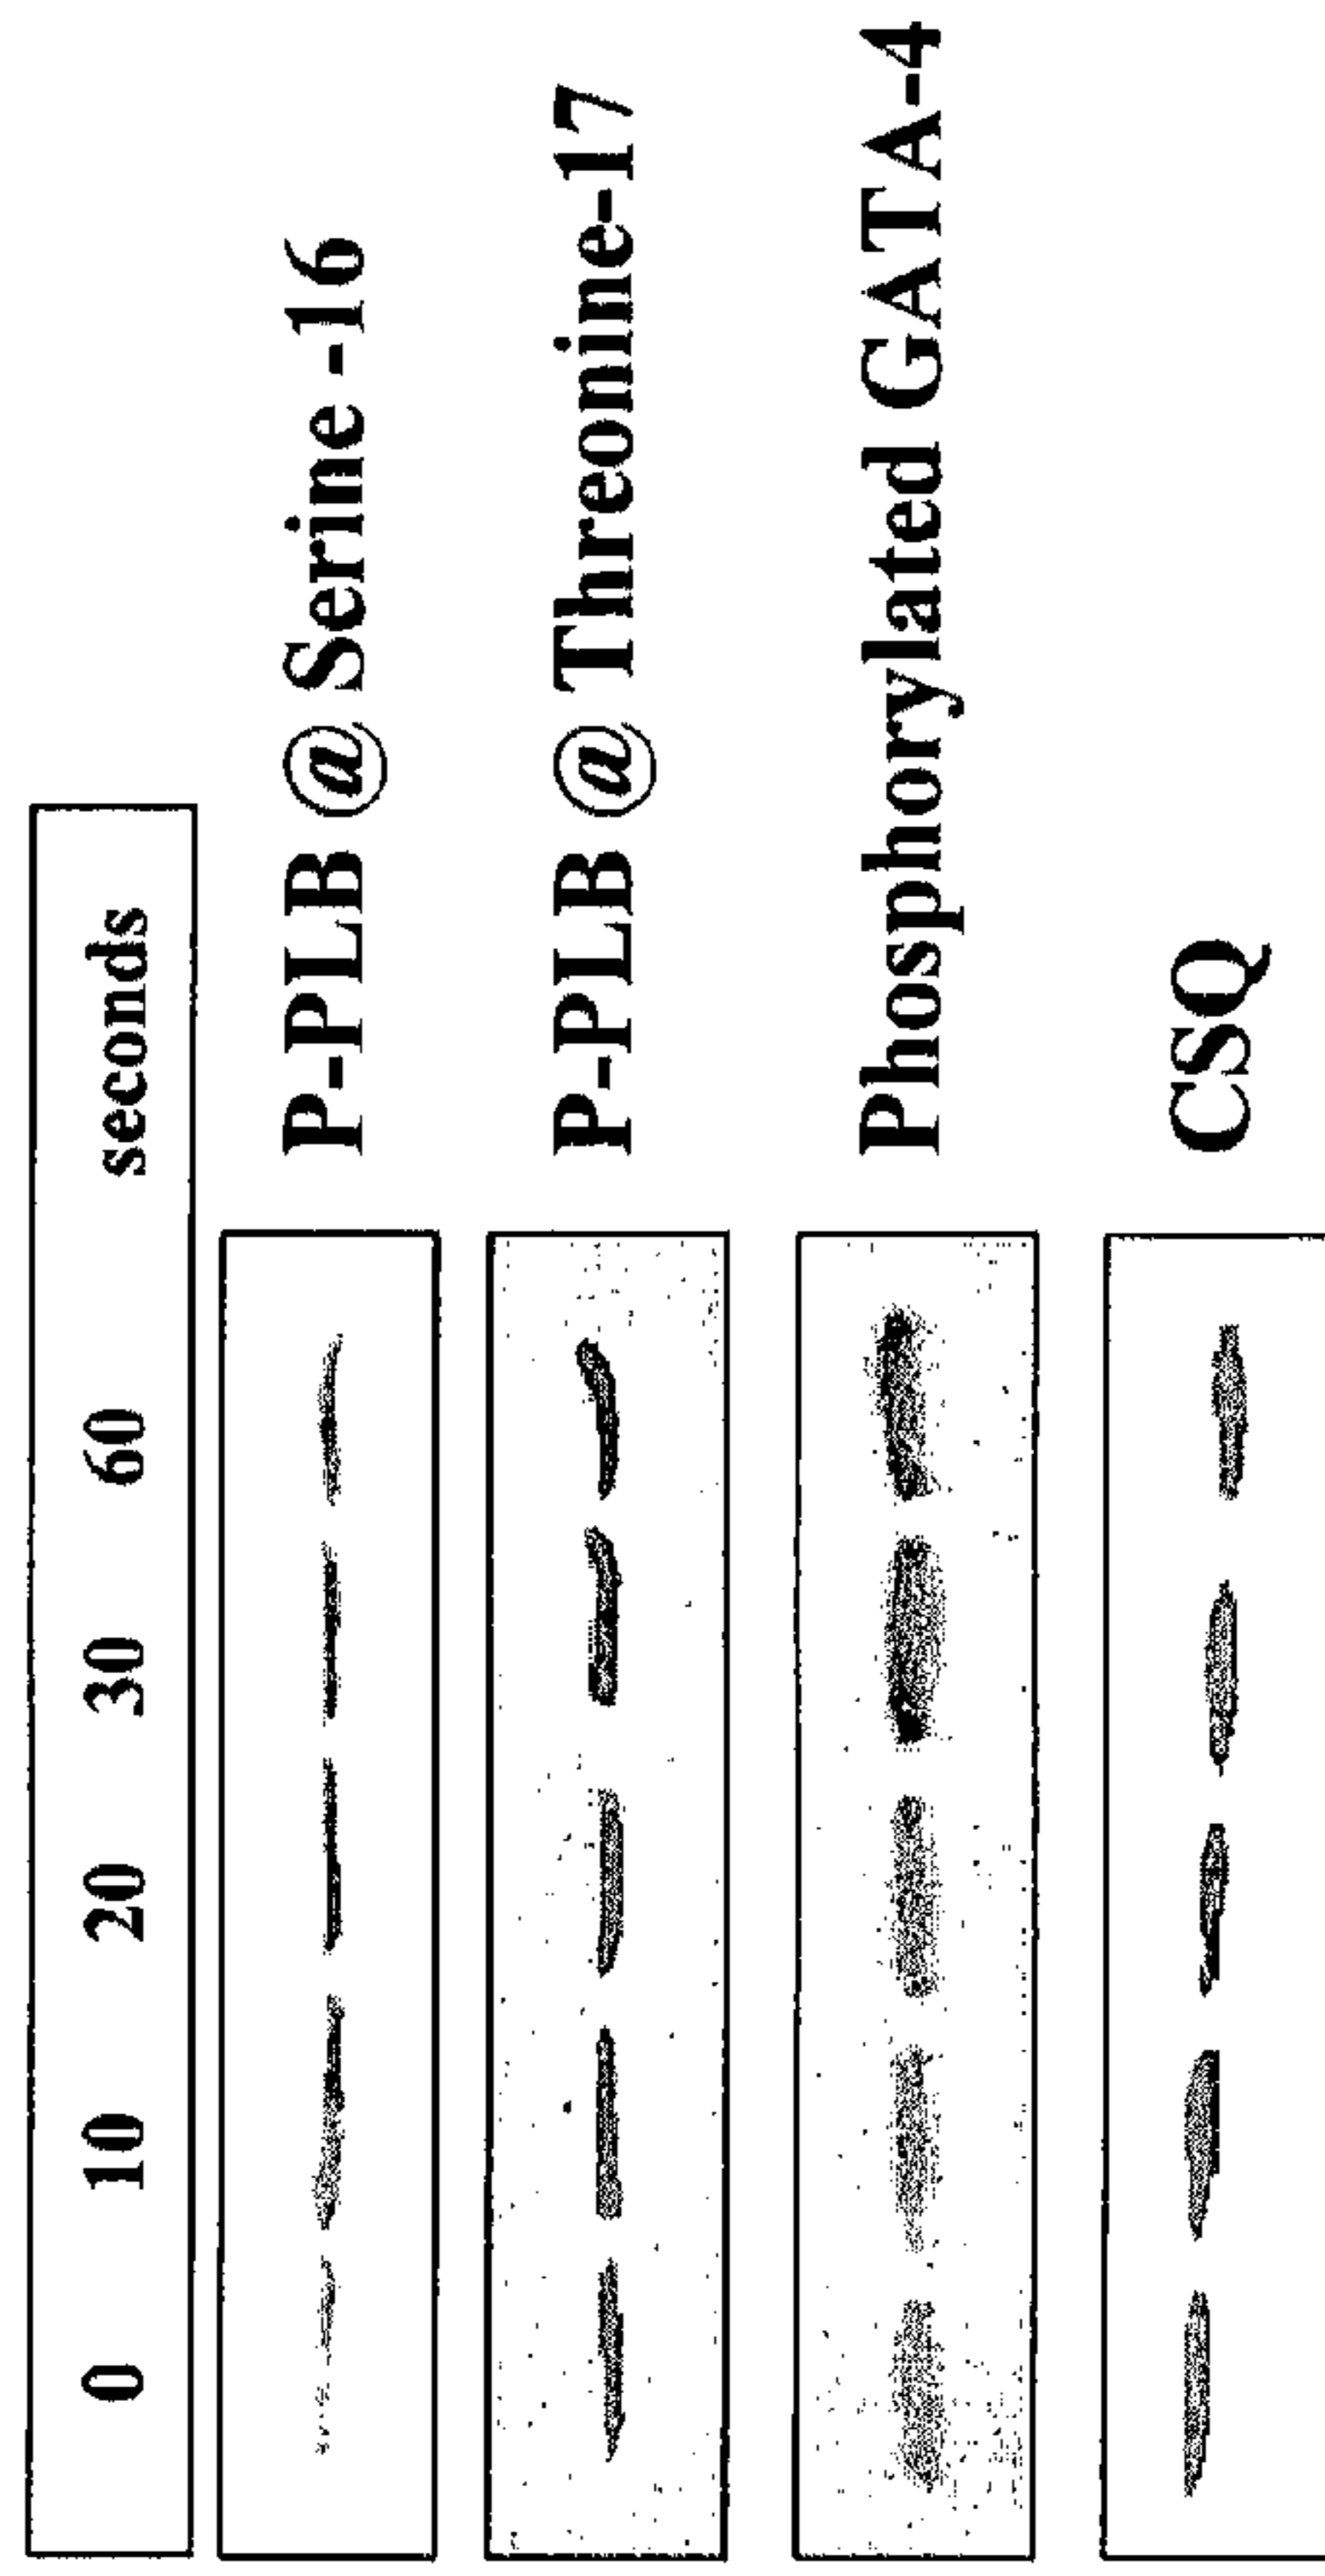 0 10 20 30 60 seconds
P-PLB @ Serine -16
P-PLB @ Threonine-17
Phosphorylated GATA-4
CSQ